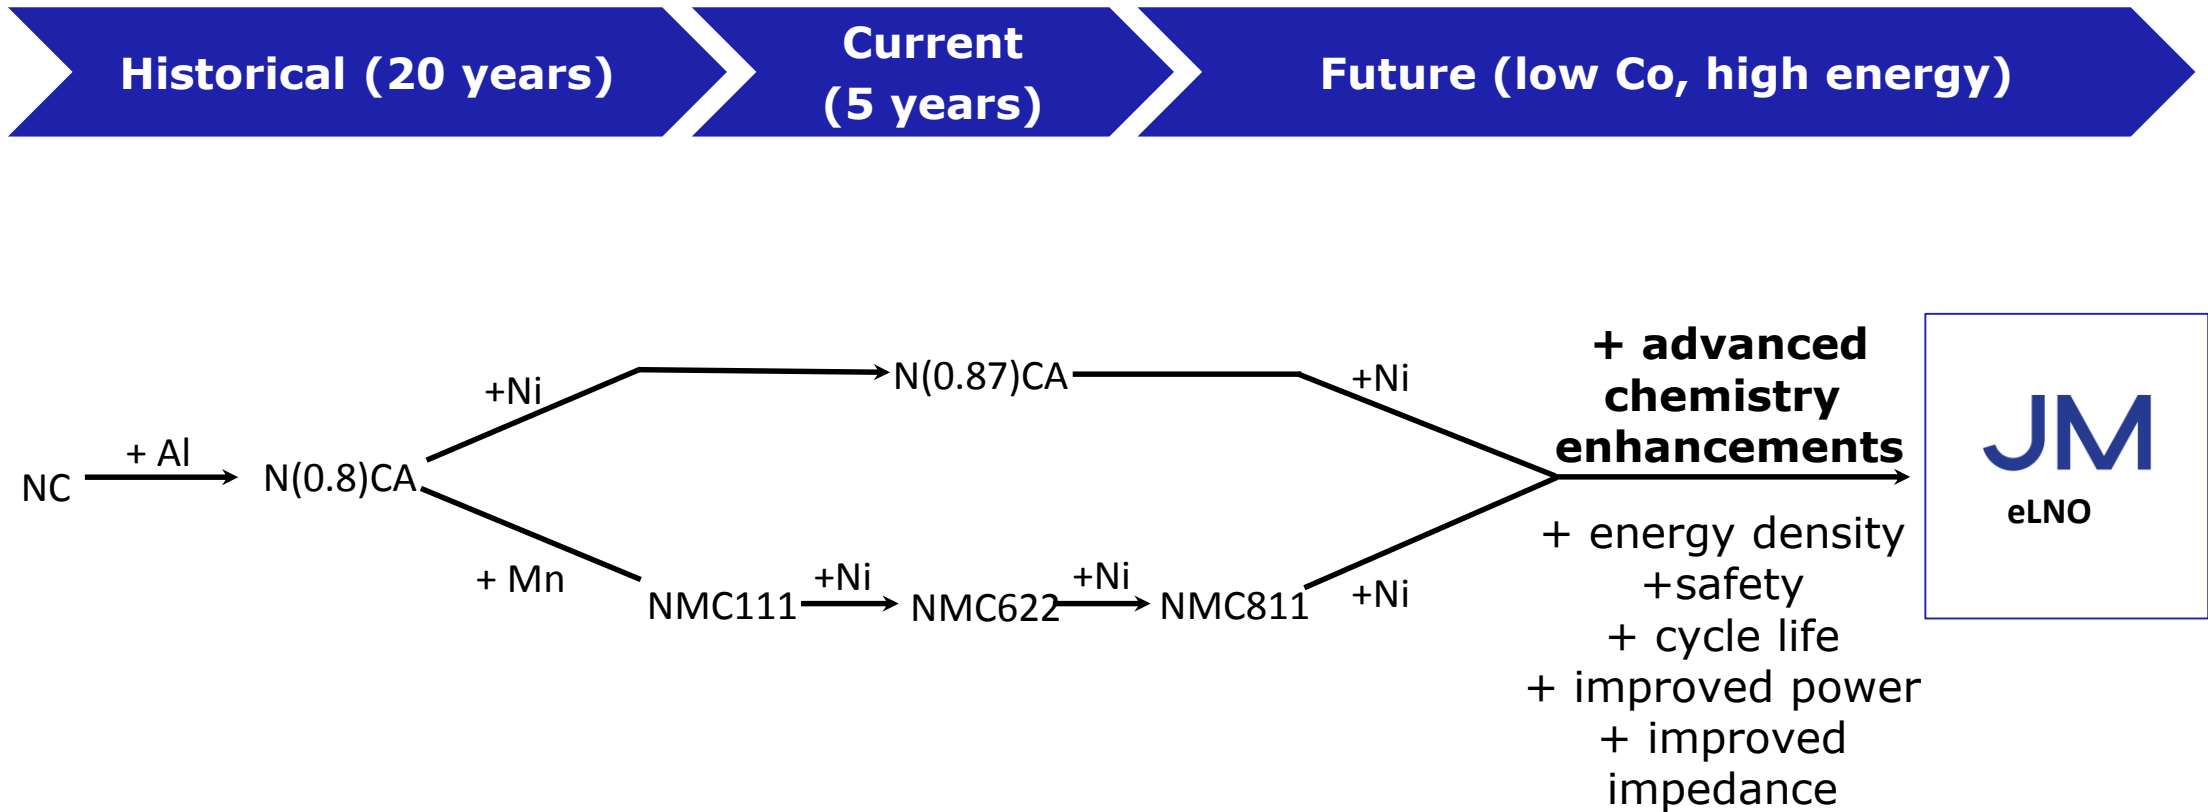 Historical (20 years)
Current
(5 years)
Future (low Co, high energy)
NC
+ Al
N(0.8)CA
+Ni
N(0.87)CA
+Ni
+ Mn
NMC111
+Ni
NMC622
+Ni
NMC811
+Ni
+ advanced
chemistry
enhancements
+ energy density
+safety
+ cycle life
+ improved power
+ improved
impedance
JM
eLNO